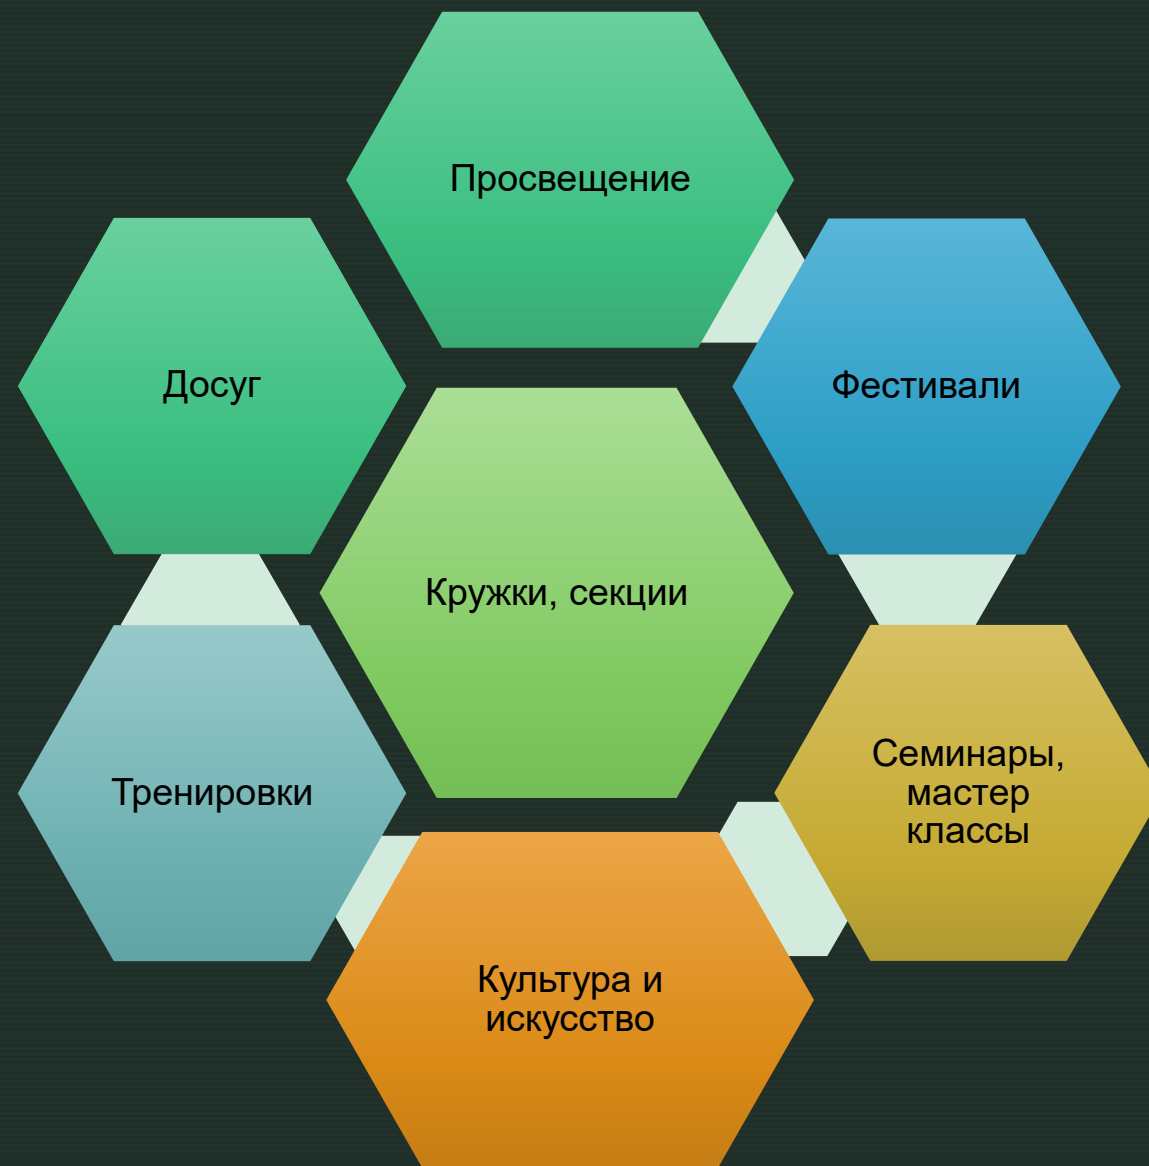 Просвещение
Досуг
Фестивали
Кружки, секции
Тренировки
Семинары,
мастер
классы
Культура и
искусство